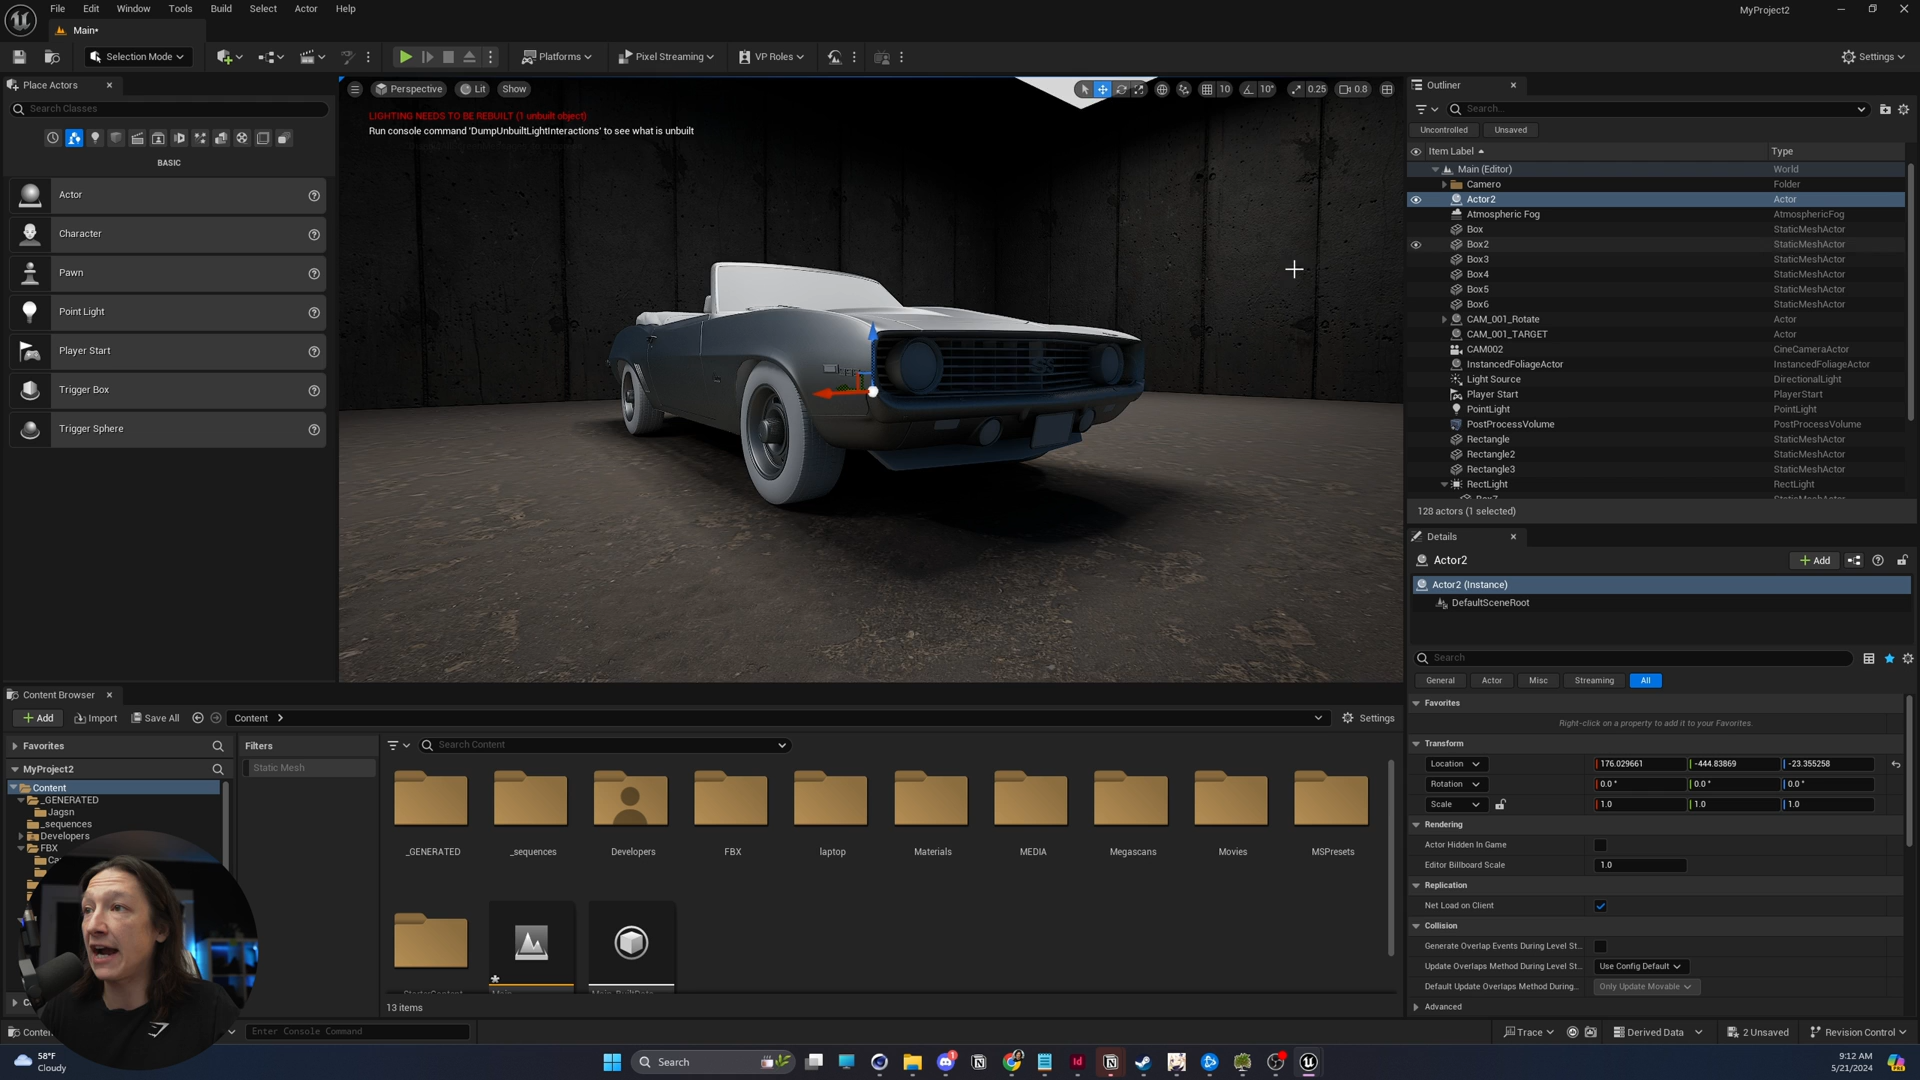 File Edit Window Tools Build Select Actor Help
MyProject2
Main•
Selection Mode
Platforms
Pixel Streaming
VP Roles
Settings
Place Actors
Search Classes
BASIC
Actor
Character
Pawn
Point Light
Player Start
Trigger Box
Trigger Sphere
Perspective Lit Show
10 10° 0.25 0.8
LIGHTING NEEDS TO BE REBUILT (1 unbuilt object)
Run console command 'DumpUnbuiltLightInteractions' to see what is unbuilt
Outliner
Search...
Uncontrolled Unsaved
Item Label Type
Main (Editor) World
Camero Folder
Actor2 Actor
Atmospheric Fog AtmosphericFog
Box StaticMeshActor
Box2 StaticMeshActor
Box3 StaticMeshActor
Box4 StaticMeshActor
Box5 StaticMeshActor
Box6 StaticMeshActor
CAM_001_Rotate Actor
CAM_001_TARGET Actor
CAM002 CineCameraActor
InstancedFoliageActor InstancedFoliageActor
Light Source DirectionalLight
Player Start PlayerStart
PointLight PointLight
PostProcessVolume PostProcessVolume
Rectangle StaticMeshActor
Rectangle2 StaticMeshActor
Rectangle3 StaticMeshActor
RectLight RectLight
Box7 StaticMeshActor
128 actors (1 selected)
Details
Actor2
Add
Actor2 (Instance)
DefaultSceneRoot
Search
General Actor Misc Streaming All
Favorites
Right-click on a property to add it to your Favorites.
Transform
Location 176.029661 -444.83869 -23.355258
Rotation 0.0 ° 0.0 ° 0.0 °
Scale 1.0 1.0 1.0
Rendering
Actor Hidden In Game
Editor Billboard Scale 1.0
Replication
Net Load on Client
Collision
Generate Overlap Events During Level St...
Update Overlaps Method During Level St... Use Config Default
Default Update Overlaps Method During... Only Update Movable
Advanced
Content Browser
Add Import Save All Content Settings
Favorites
MyProject2
Content
_GENERATED
Jagsn
_sequences
Developers
FBX
Filters
Static Mesh
Search Content
_GENERATED
_sequences
Developers
FBX
laptop
Materials
MEDIA
Megascans
Movies
MSPresets
13 items
Enter Console Command
Trace
Derived Data
2 Unsaved
Revision Control
58°F
Cloudy
Search
9:12 AM
5/21/2024